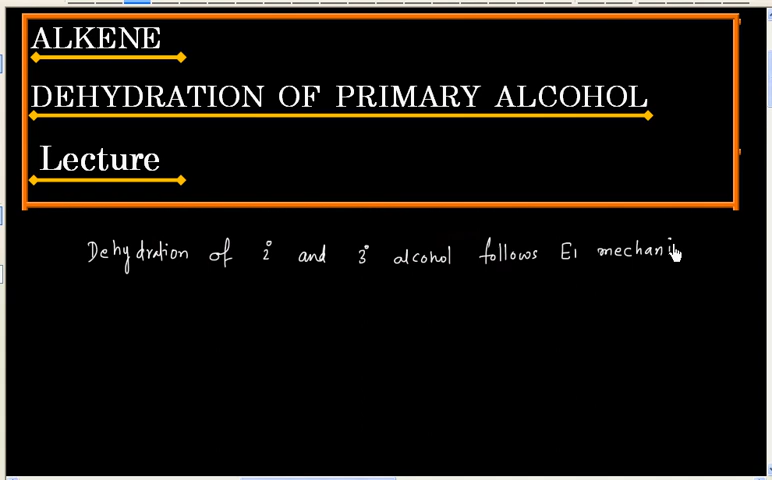 ALKENE
DEHYDRATION OF PRIMARY ALCOHOL
Lecture
Dehydration of 2° and 3° alcohol follows E1 mechani